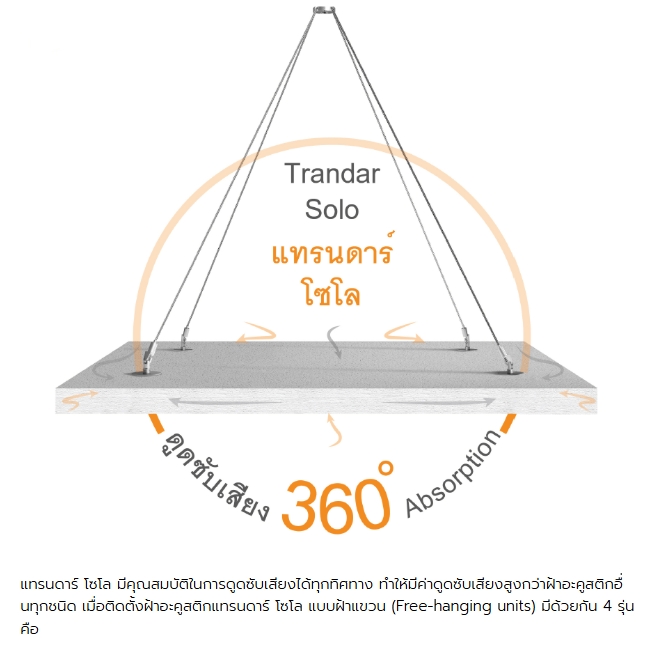 Trandar
Solo
แทรนดาร์
โซโล
ดูดซับเสียง 360° Absorption
แทรนดาร์ โซโล มีคุณสมบัติในการดูดซับเสียงได้ทุกทิศทาง ทำให้มีค่าดูดซับเสียงสูงกว่าฝ้าอะคูสติกอื่
นทุกชนิด เมื่อติดตั้งฝ้าอะคูสติกแทรนดาร์ โซโล แบบฝ้าแขวน (Free-hanging units) มีด้วยกัน 4 รุ่น
คือ